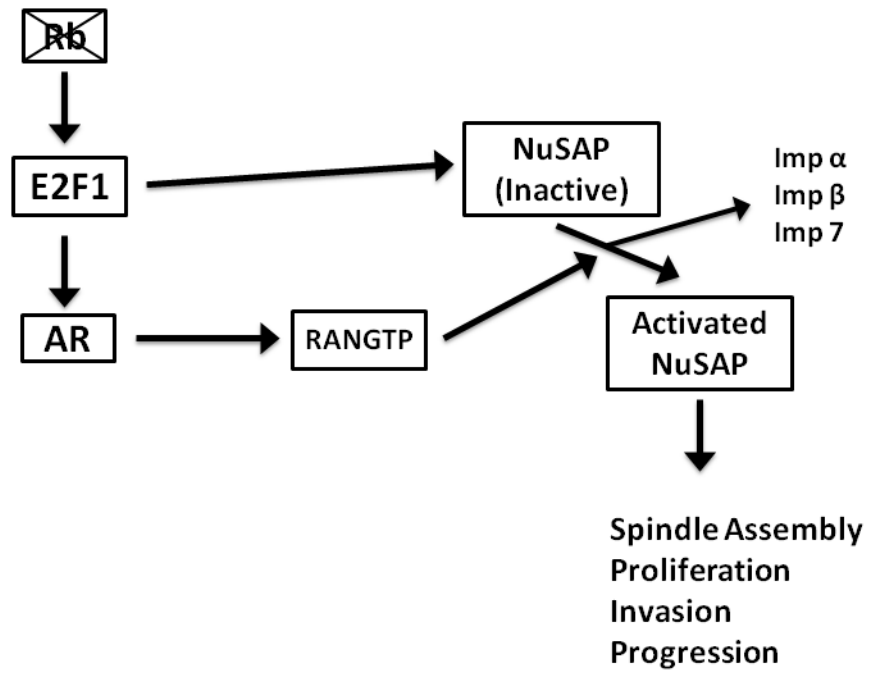 Rb
E2F1
NuSAP
(Inactive)
Imp α
Imp β
Imp 7
AR
RANGTP
Activated
NuSAP
Spindle Assembly
Proliferation
Invasion
Progression